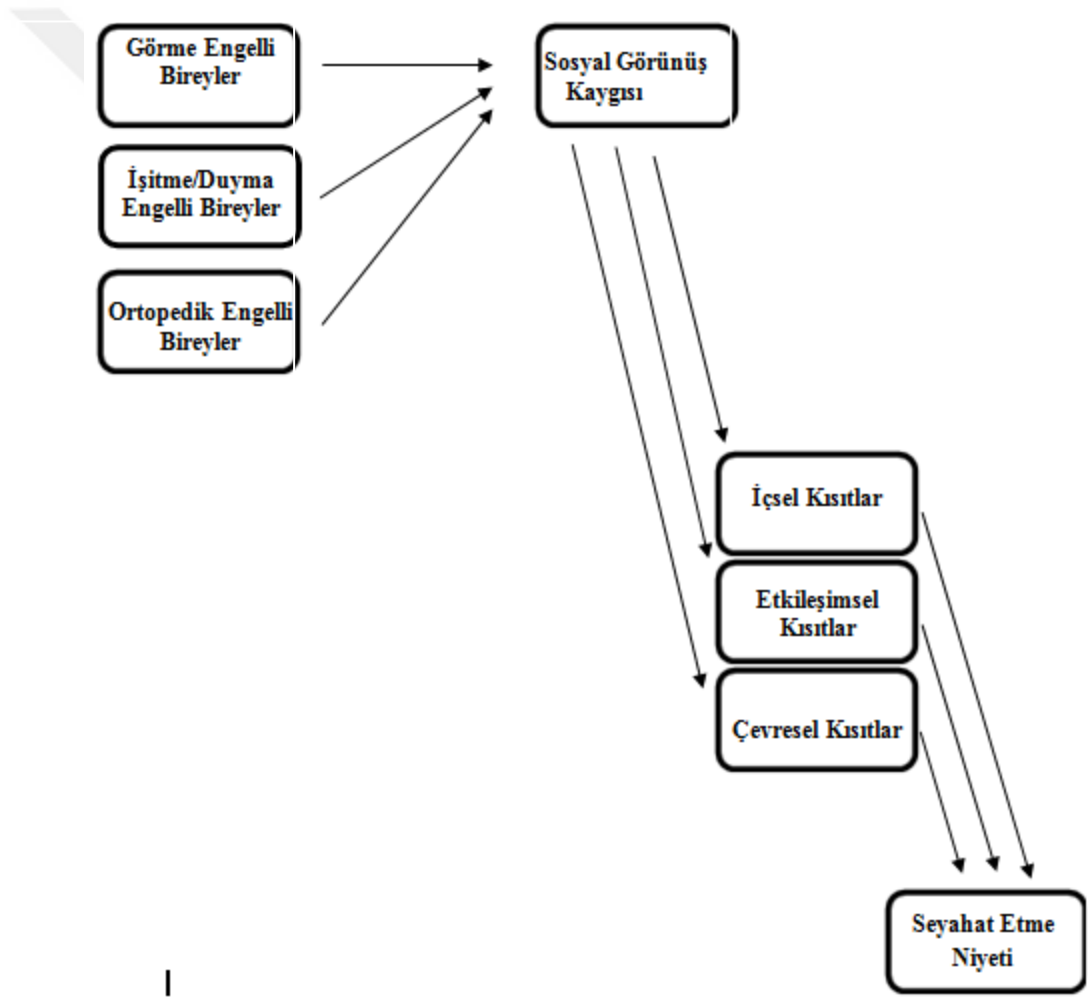 Görme Engelli
Bireyler
Sosyal Görünüş
Kaygısı
İşitme/Duyma
Engelli Bireyler
Ortopedik Engelli
Bireyler
İçsel Kısıtlar
Etkileşimsel
Kısıtlar
Çevresel Kısıtlar
Seyahat Etme
Niyeti